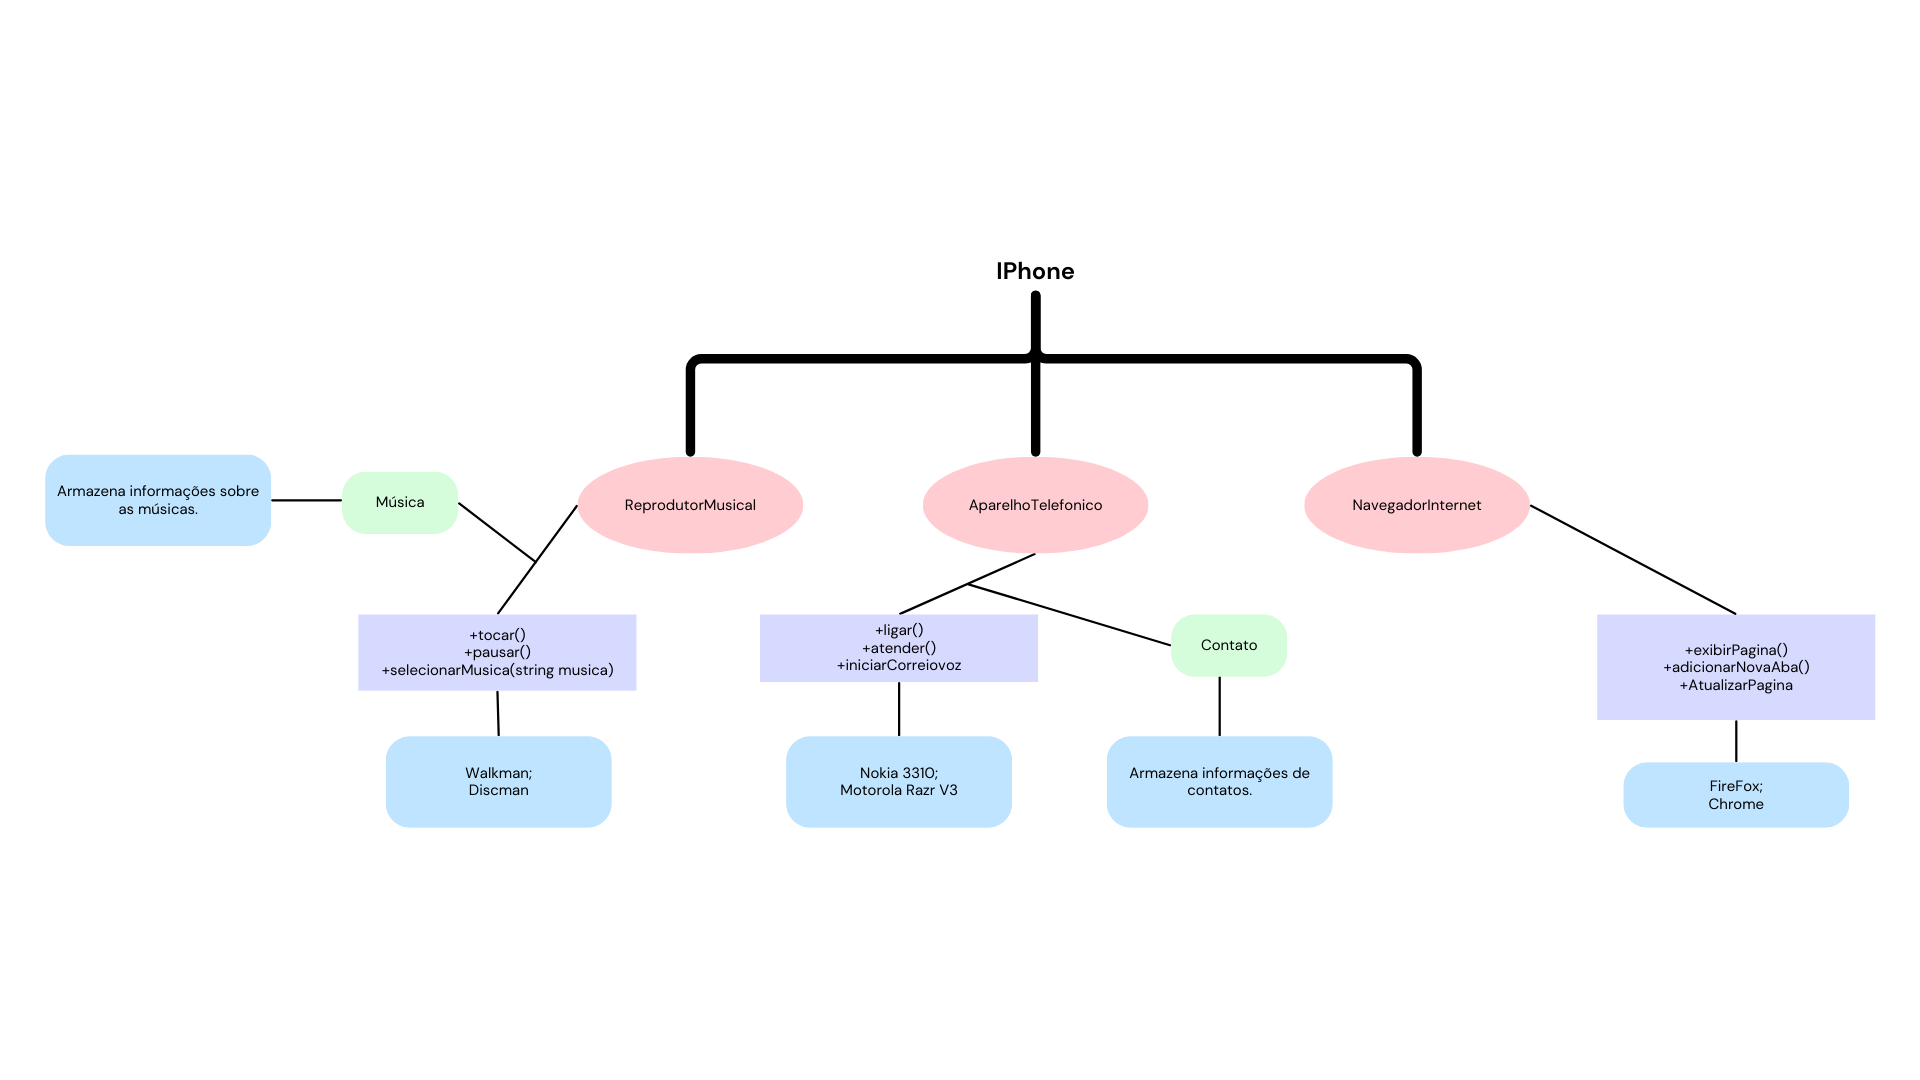 IPhone
Armazena informações sobre
as músicas.
Música
ReprodutorMusical
AparelhoTelefonico
NavegadorInternet
+tocar()
+pausar()
+selecionarMusica(string musica)
+ligar()
+atender()
+iniciarCorreiovoz
Contato
+exibirPagina()
+adicionarNovaAba()
+AtualizarPagina
Walkman;
Discman
Nokia 3310;
Motorola Razr V3
Armazena informações de
contatos.
FireFox;
Chrome